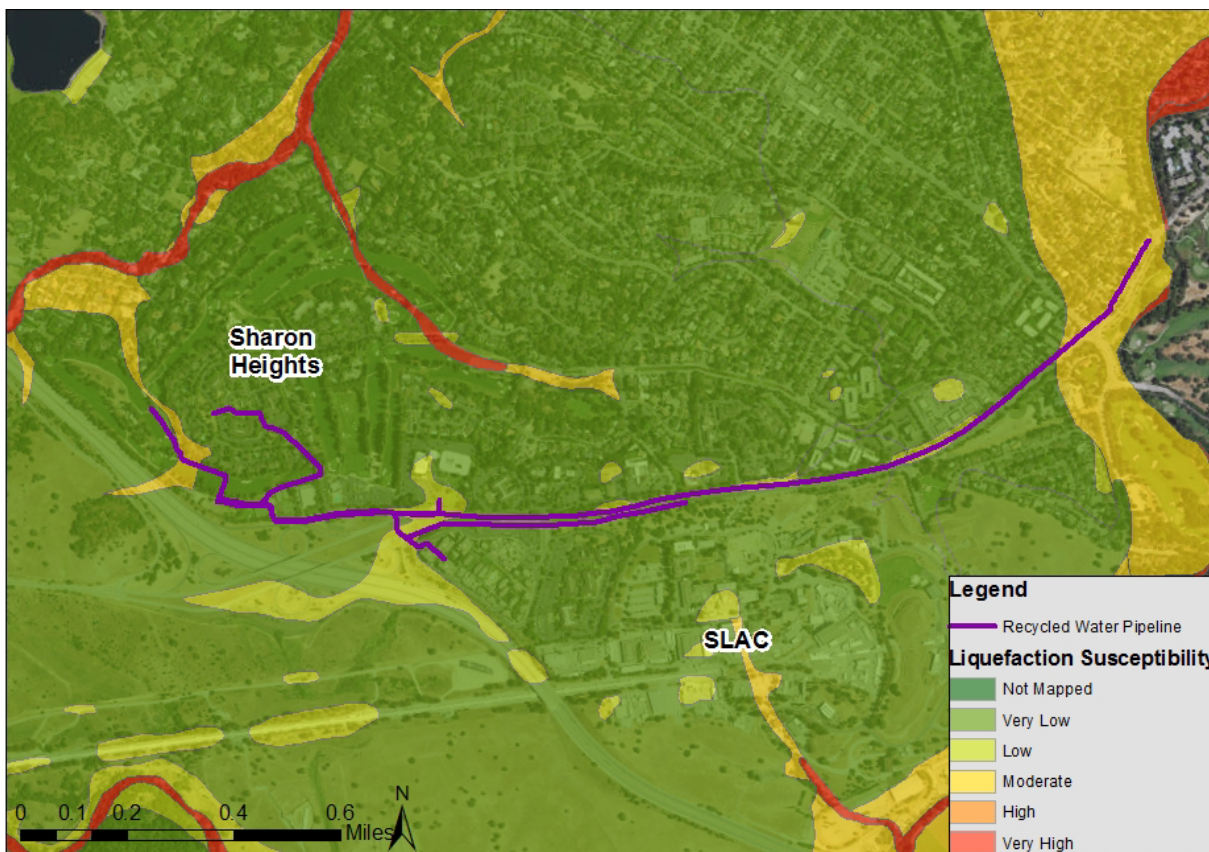 Sharon
Heights
SLAC
Legend
Recycled Water Pipeline
Liquefaction Susceptibility
Not Mapped
Very Low
Low
Moderate
High
Very High
N
0 0.1 0.2 0.4 0.6
Miles